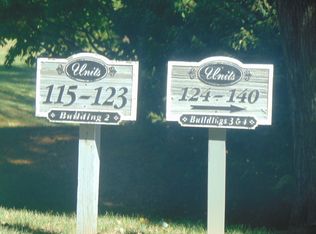 Units
115-123
Building 2
Units
124-140
Buildings 3 & 4